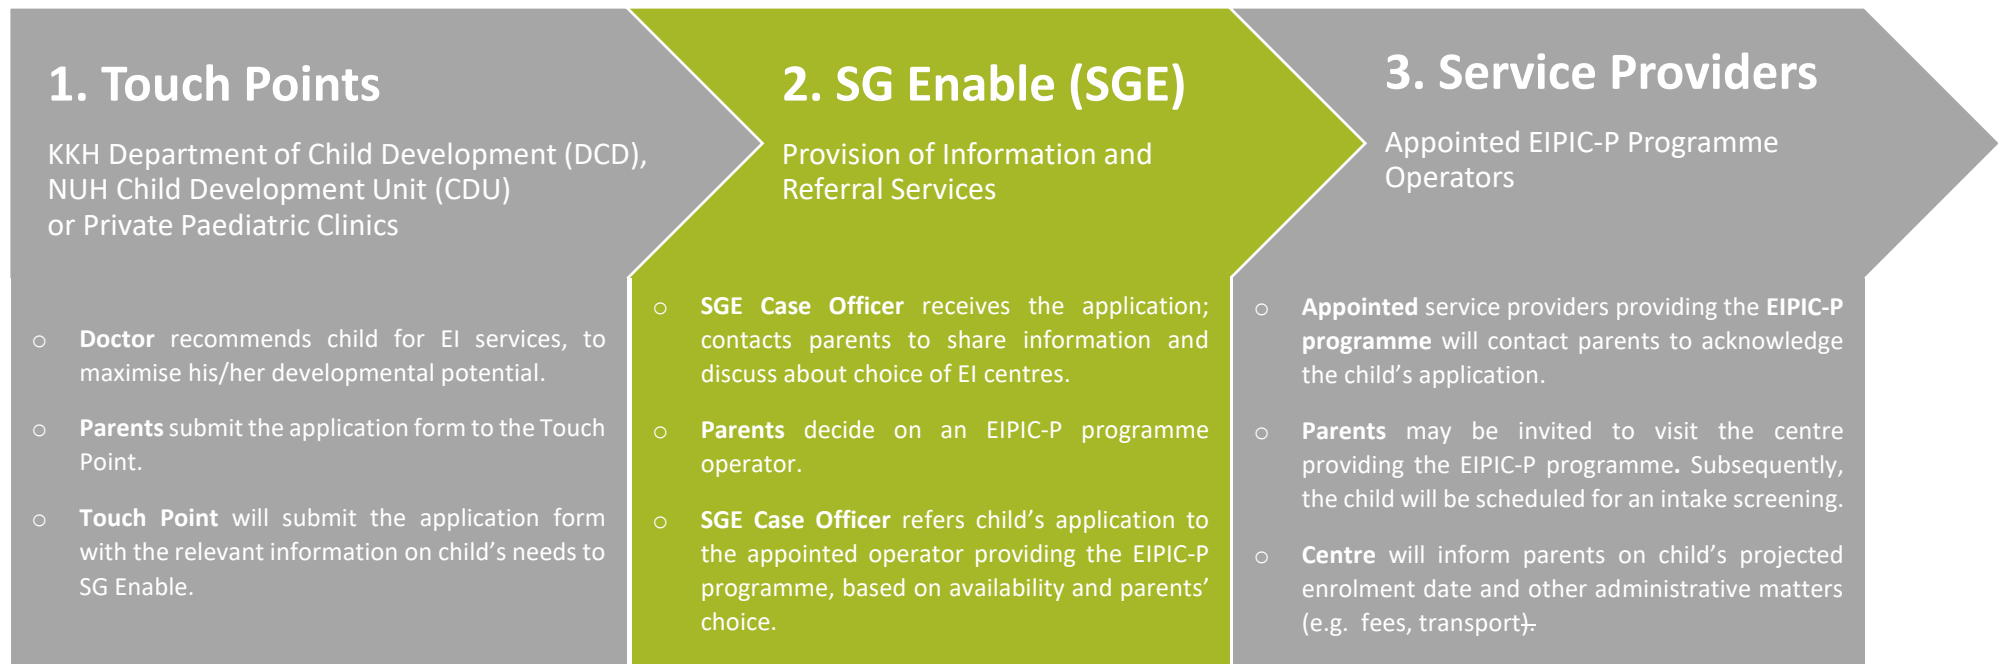 1. Touch Points
KKH Department of Child Development (DCD),
NUH Child Development Unit (CDU)
or Private Paediatric Clinics
o Doctor recommends child for EI services, to
maximise his/her developmental potential.
o Parents submit the application form to the Touch
Point.
o Touch Point will submit the application form
with the relevant information on child's needs to
SG Enable.
2. SG Enable (SGE)
Provision of Information and
Referral Services
o SGE Case Officer receives the application;
contacts parents to share information and
discuss about choice of EI centres.
o Parents decide on an EIPIC-P programme
operator.
o SGE Case Officer refers child's application to
the appointed operator providing the EIPIC-P
programme, based on availability and parents'
choice.
3. Service Providers
Appointed EIPIC-P Programme
Operators
o Appointed service providers providing the EIPIC-P
programme will contact parents to acknowledge
the child's application.
o Parents may be invited to visit the centre
providing the EIPIC-P programme. Subsequently,
the child will be scheduled for an intake screening.
o Centre will inform parents on child's projected
enrolment date and other administrative matters
(e.g. fees, transport).